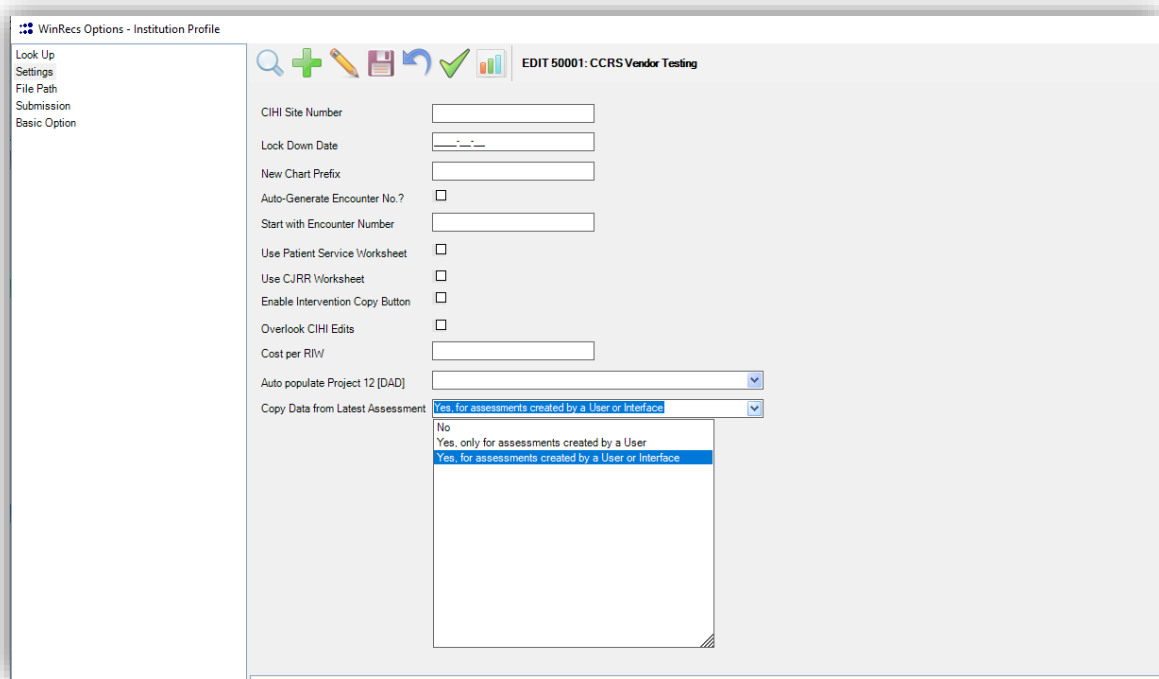 WinRecs Options - Institution Profile
Look Up
Settings
File Path
Submission
Basic Option
EDIT 50001: CCRS Vendor Testing
CIHI Site Number
Lock Down Date ____-__-__
New Chart Prefix
Auto-Generate Encounter No.?
Start with Encounter Number
Use Patient Service Worksheet
Use CJRR Worksheet
Enable Intervention Copy Button
Overlook CIHI Edits
Cost per RIW
Auto populate Project 12 [DAD]
Copy Data from Latest Assessment Yes, for assessments created by a User or Interface
No
Yes, only for assessments created by a User
Yes, for assessments created by a User or Interface